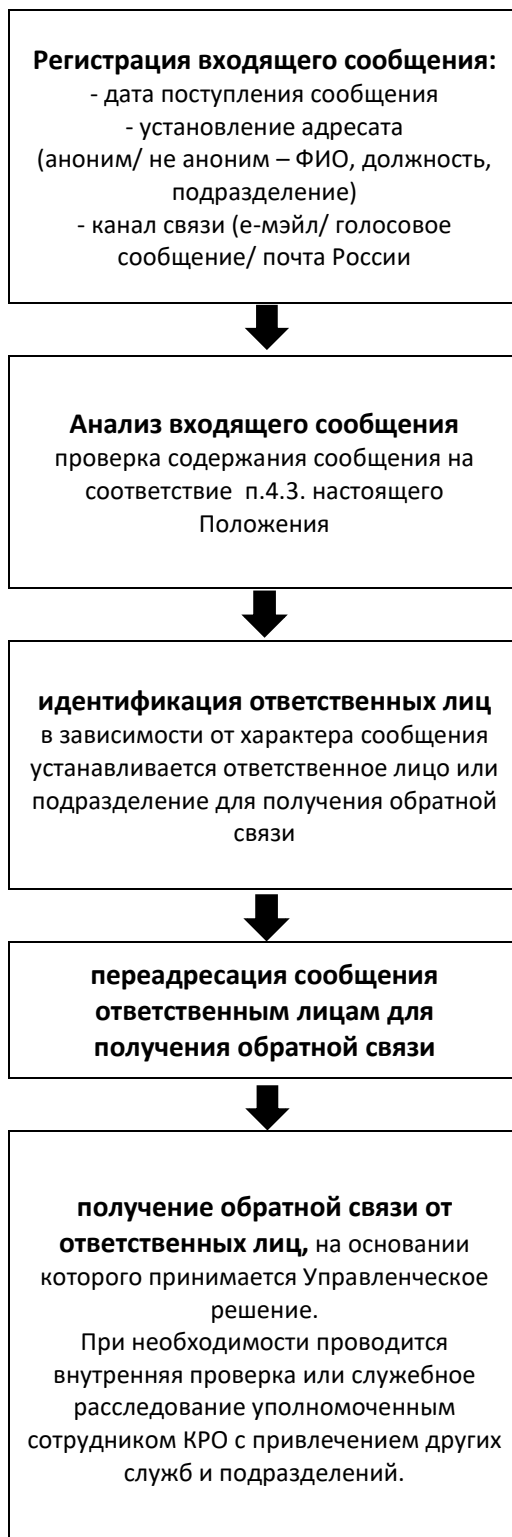 Регистрация входящего сообщения:
- дата поступления сообщения
- установление адресата
(аноним/ не аноним – ФИО, должность,
подразделение)
- канал связи (е-мэйл/ голосовое
сообщение/ почта России
Анализ входящего сообщения
проверка содержания сообщения на
соответствие п.4.3. настоящего
Положения
идентификация ответственных лиц
в зависимости от характера сообщения
устанавливается ответственное лицо или
подразделение для получения обратной
связи
переадресация сообщения
ответственным лицам для
получения обратной связи
получение обратной связи от
ответственных лиц, на основании
которого принимается Управленческое
решение.
При необходимости проводится
внутренняя проверка или служебное
расследование уполномоченным
сотрудником КРО с привлечением других
служб и подразделений.